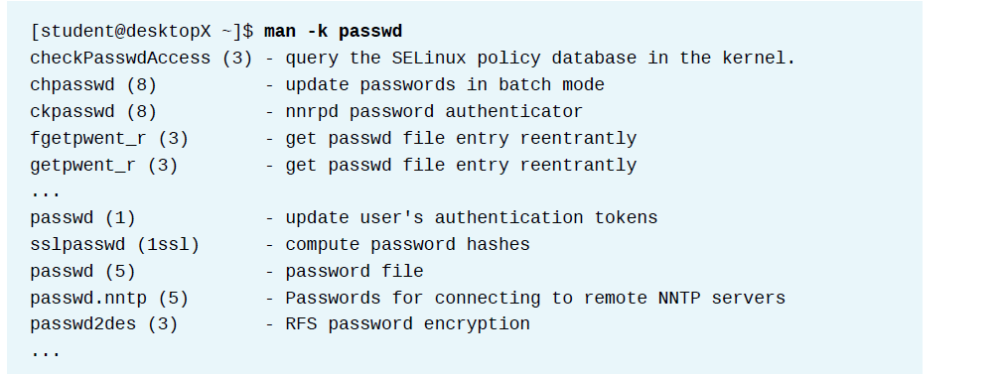 [student@desktopX ~]$ man -k passwd
checkPasswdAccess (3) - query the SELinux policy database in the kernel.
chpasswd (8)          - update passwords in batch mode
ckpasswd (8)          - nnrpd password authenticator
fgetpwent_r (3)       - get passwd file entry reentrantly
getpwent_r (3)        - get passwd file entry reentrantly
...
passwd (1)            - update user's authentication tokens
sslpasswd (1ssl)      - compute password hashes
passwd (5)            - password file
passwd.nntp (5)       - Passwords for connecting to remote NNTP servers
passwd2des (3)        - RFS password encryption
...